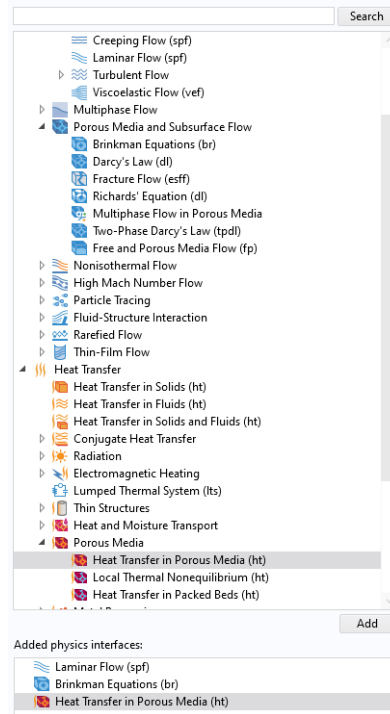 Search
Creeping Flow (spf)
Laminar Flow (spf)
Turbulent Flow
Viscoelastic Flow (vef)
Multiphase Flow
Porous Media and Subsurface Flow
Brinkman Equations (br)
Darcy's Law (dl)
Fracture Flow (esff)
Richards' Equation (dl)
Multiphase Flow in Porous Media
Two-Phase Darcy's Law (tpdl)
Free and Porous Media Flow (fp)
Nonisothermal Flow
High Mach Number Flow
Particle Tracing
Fluid-Structure Interaction
Rarefied Flow
Thin-Film Flow
Heat Transfer
Heat Transfer in Solids (ht)
Heat Transfer in Fluids (ht)
Heat Transfer in Solids and Fluids (ht)
Conjugate Heat Transfer
Radiation
Electromagnetic Heating
Lumped Thermal System (lts)
Thin Structures
Heat and Moisture Transport
Porous Media
Heat Transfer in Porous Media (ht)
Local Thermal Nonequilibrium (ht)
Heat Transfer in Packed Beds (ht)
Add
Added physics interfaces:
Laminar Flow (spf)
Brinkman Equations (br)
Heat Transfer in Porous Media (ht)